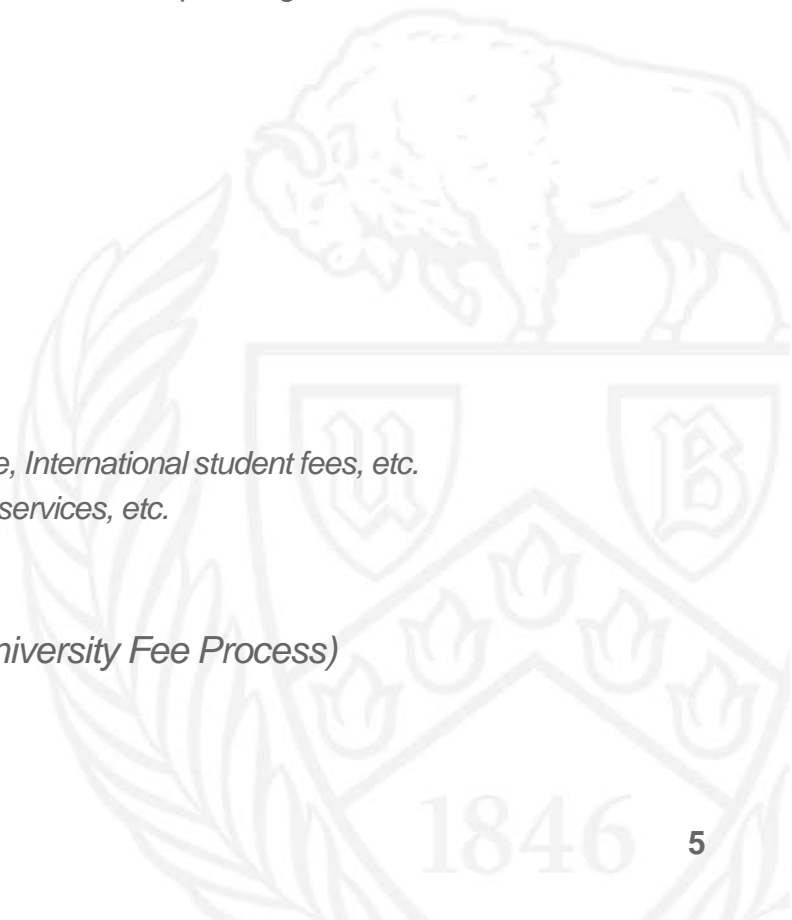 e, International student fees, etc.
services, etc.
niversity Fee Process)
U B
1846
5